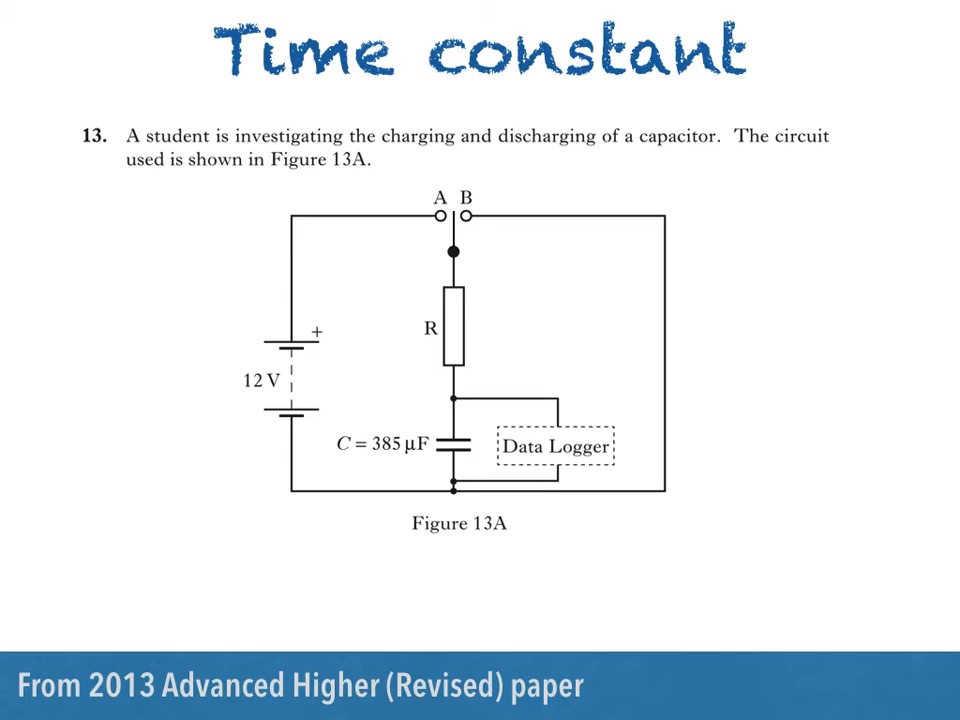 Time constant
13. A student is investigating the charging and discharging of a capacitor. The circuit
used is shown in Figure 13A.
A B
+
R
12 V
C = 385 µF
Data Logger
Figure 13A
From 2013 Advanced Higher (Revised) paper